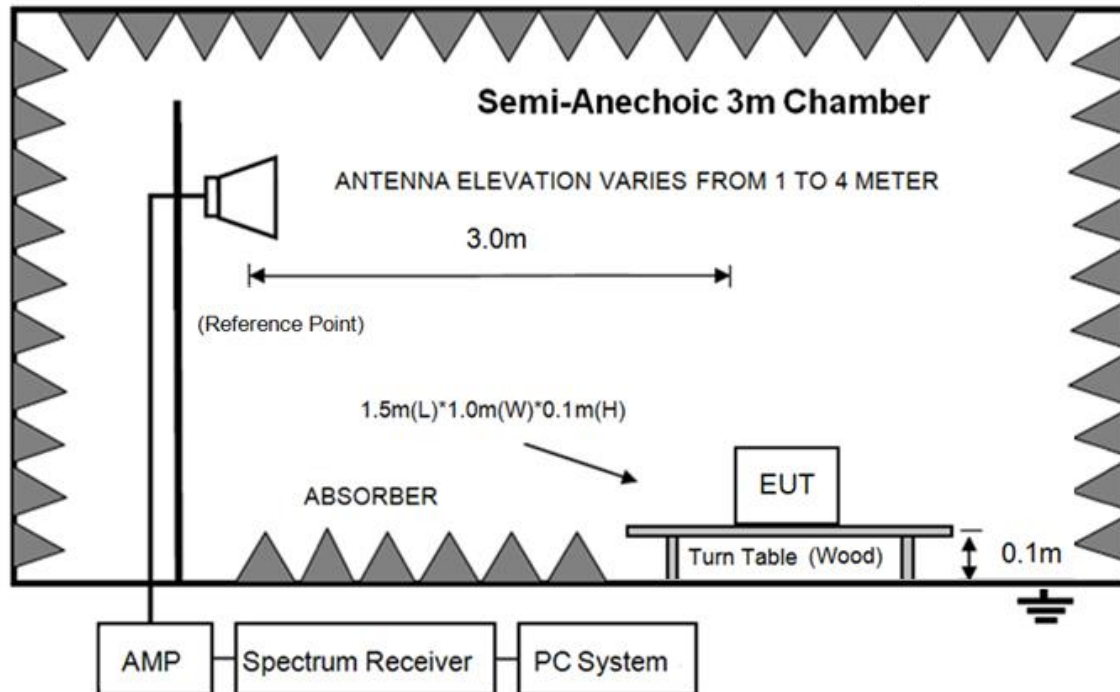 Semi-Anechoic 3m Chamber
ANTENNA ELEVATION VARIES FROM 1 TO 4 METER
3.0m
(Reference Point)
1.5m(L)*1.0m(W)*0.1m(H)
EUT
ABSORBER
Turn Table (Wood)
0.1m
AMP
Spectrum Receiver
PC System